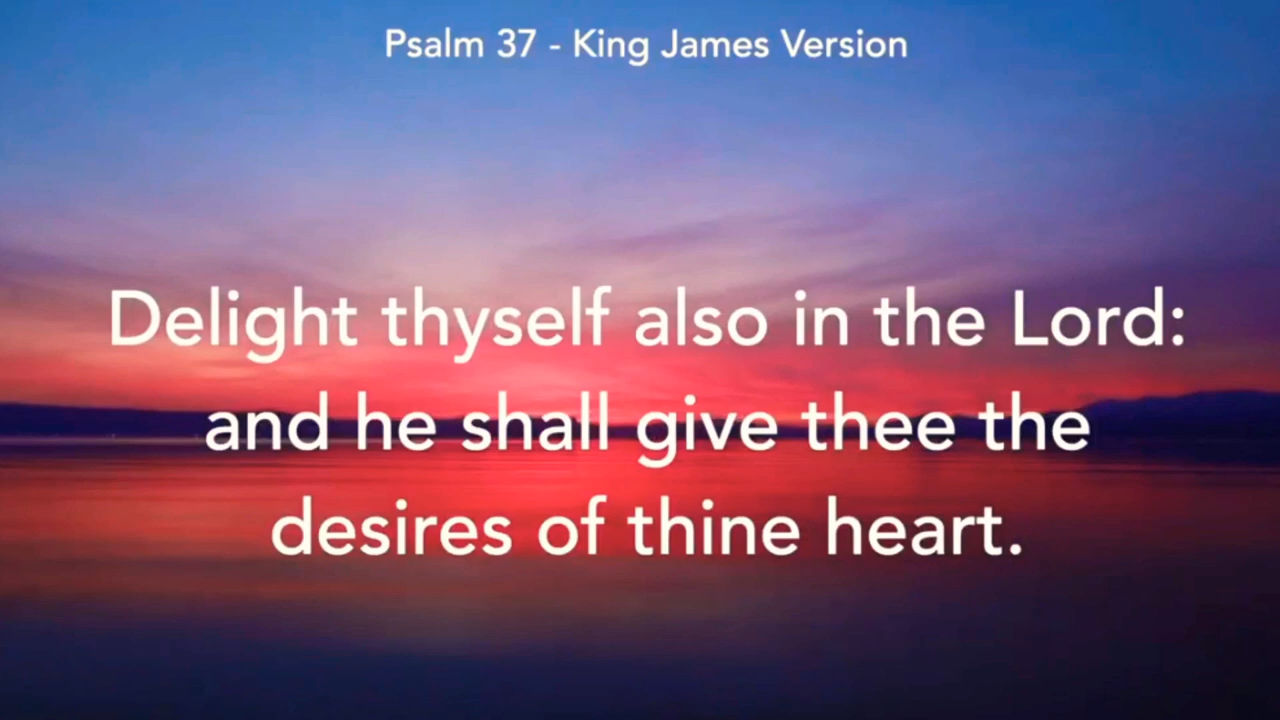 Psalm 37 - King James Version
Delight thyself also in the Lord:
and he shall give thee the
desires of thine heart.